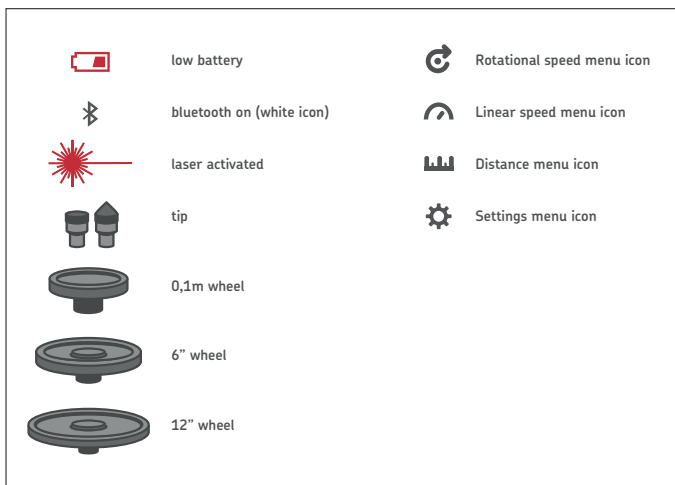 low battery
bluetooth on (white icon)
laser activated
tip
0,1m wheel
6” wheel
12” wheel
Rotational speed menu icon
Linear speed menu icon
Distance menu icon
Settings menu icon